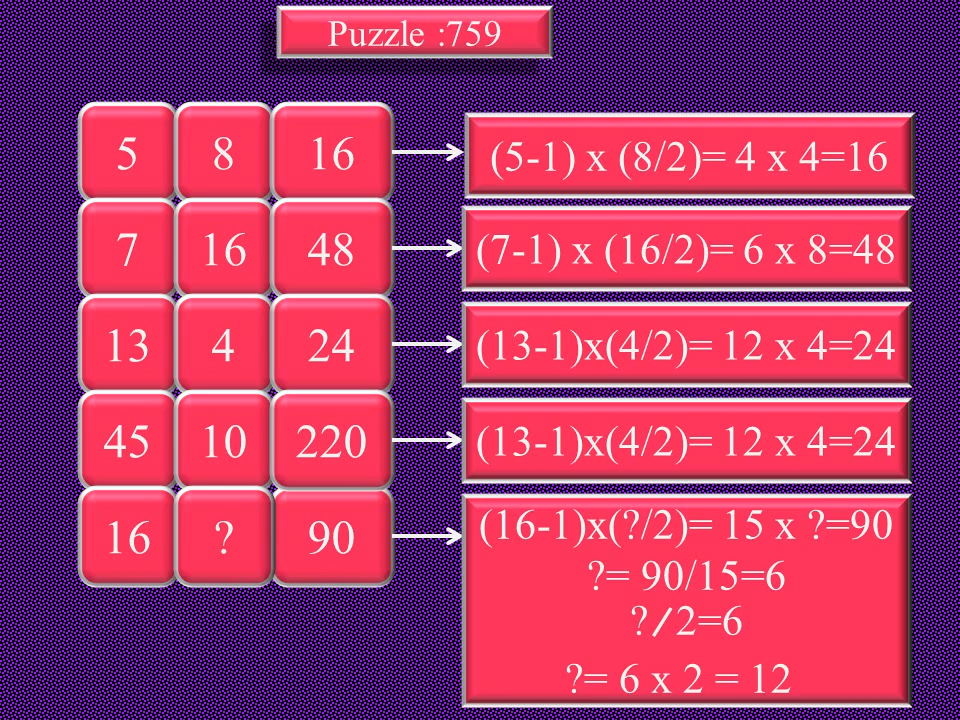 Puzzle :759
5 8 16 (5-1) x (8/2)= 4 x 4=16
7 16 48 (7-1) x (16/2)= 6 x 8=48
13 4 24 (13-1)x(4/2)= 12 x 4=24
45 10 220 (13-1)x(4/2)= 12 x 4=24
16 ? 90 (16-1)x(?/2)= 15 x ?=90
?= 90/15=6
?/2=6
?= 6 x 2 = 12